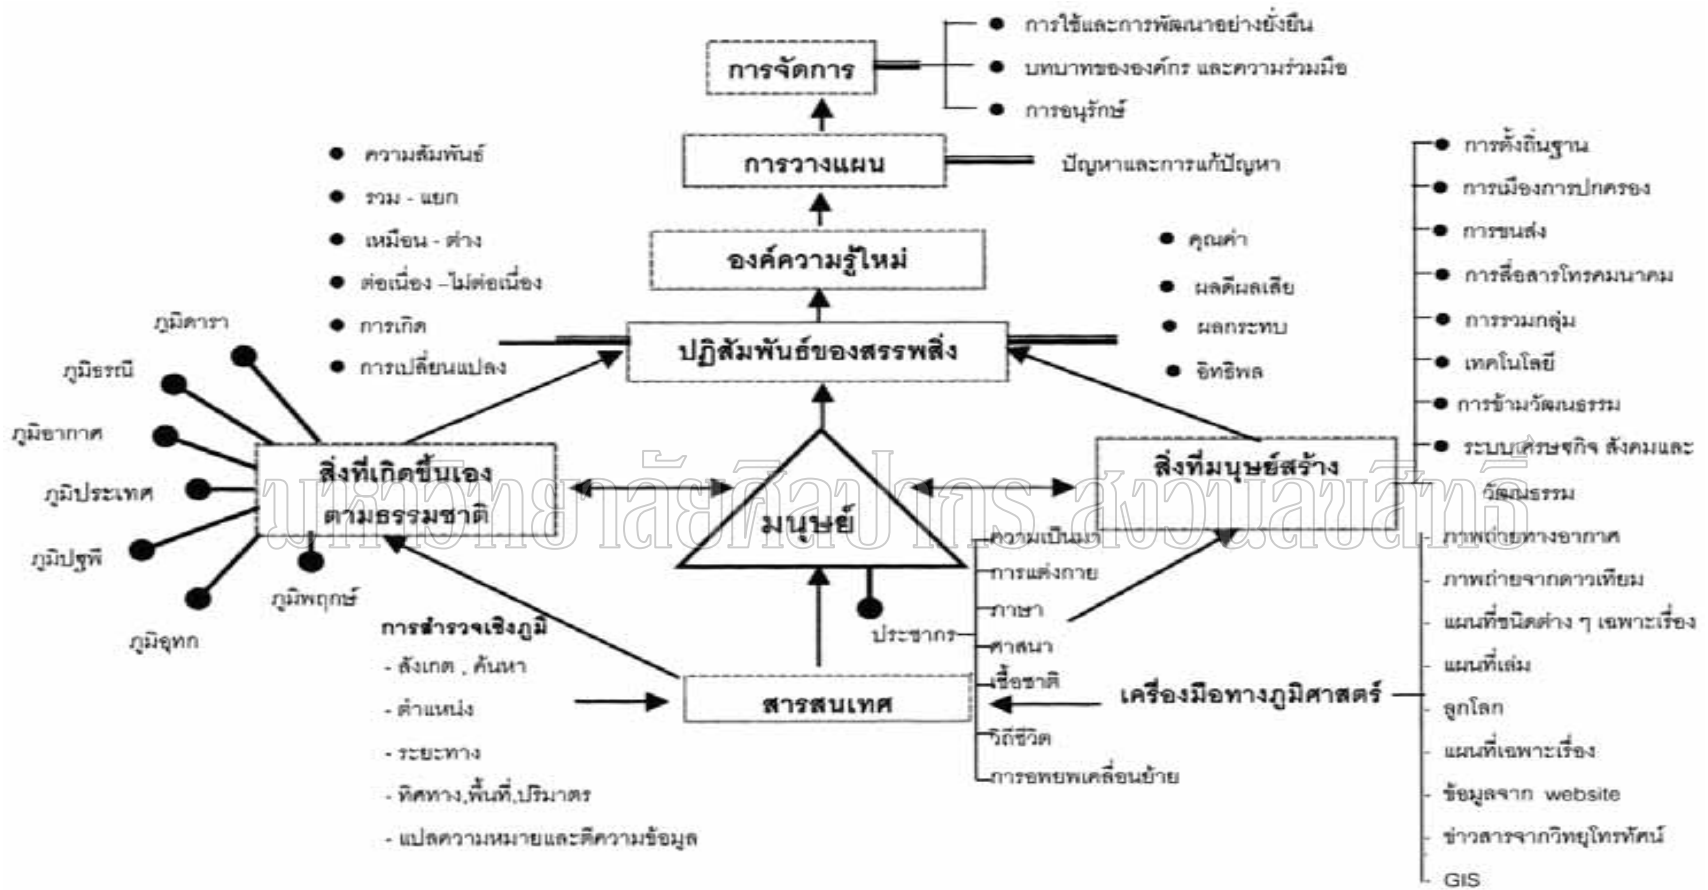 การจัดการ
● การใช้และการพัฒนาอย่างยั่งยืน
● บทบาทขององค์กร และความร่วมมือ
● การอนุรักษ์
การวางแผน
ปัญหาและการแก้ปัญหา
องค์ความรู้ใหม่
● ความสัมพันธ์
● รวม - แยก
● เหมือน - ต่าง
● ต่อเนื่อง –ไม่ต่อเนื่อง
● การเกิด
● การเปลี่ยนแปลง
ปฏิสัมพันธ์ของสรรพสิ่ง
● คุณค่า
● ผลดีผลเสีย
● ผลกระทบ
● อิทธิพล
● การตั้งถิ่นฐาน
● การเมืองการปกครอง
● การขนส่ง
● การสื่อสารโทรคมนาคม
● การรวมกลุ่ม
● เทคโนโลยี
● การข้ามวัฒนธรรม
● ระบบเศรษฐกิจ สังคมและ
วัฒนธรรม
ภูมิดารา
ภูมิธรณี
ภูมิอากาศ
ภูมิประเทศ
ภูมิปฐพี
ภูมิอุทก
ภูมิพฤกษ์
สิ่งที่เกิดขึ้นเอง
ตามธรรมชาติ
มนุษย์
สิ่งที่มนุษย์สร้าง
มหาวิทยาลัยศิลปากร สงวนลิขสิทธิ์
ประชากร
ความเป็นมา
การแต่งกาย
ภาษา
ศาสนา
เชื้อชาติ
วิถีชีวิต
การอพยพเคลื่อนย้าย
การสำรวจเชิงภูมิ
- สังเกต , ค้นหา
- ตำแหน่ง
- ระยะทาง
- ทิศทาง,พื้นที่,ปริมาตร
- แปลความหมายและตีความข้อมูล
สารสนเทศ
เครื่องมือทางภูมิศาสตร์
ภาพถ่ายทางอากาศ
ภาพถ่ายจากดาวเทียม
แผนที่ชนิดต่าง ๆ เฉพาะเรื่อง
แผนที่เล่ม
ลูกโลก
แผนที่เฉพาะเรื่อง
ข้อมูลจาก website
ข่าวสารจากวิทยุโทรทัศน์
GIS